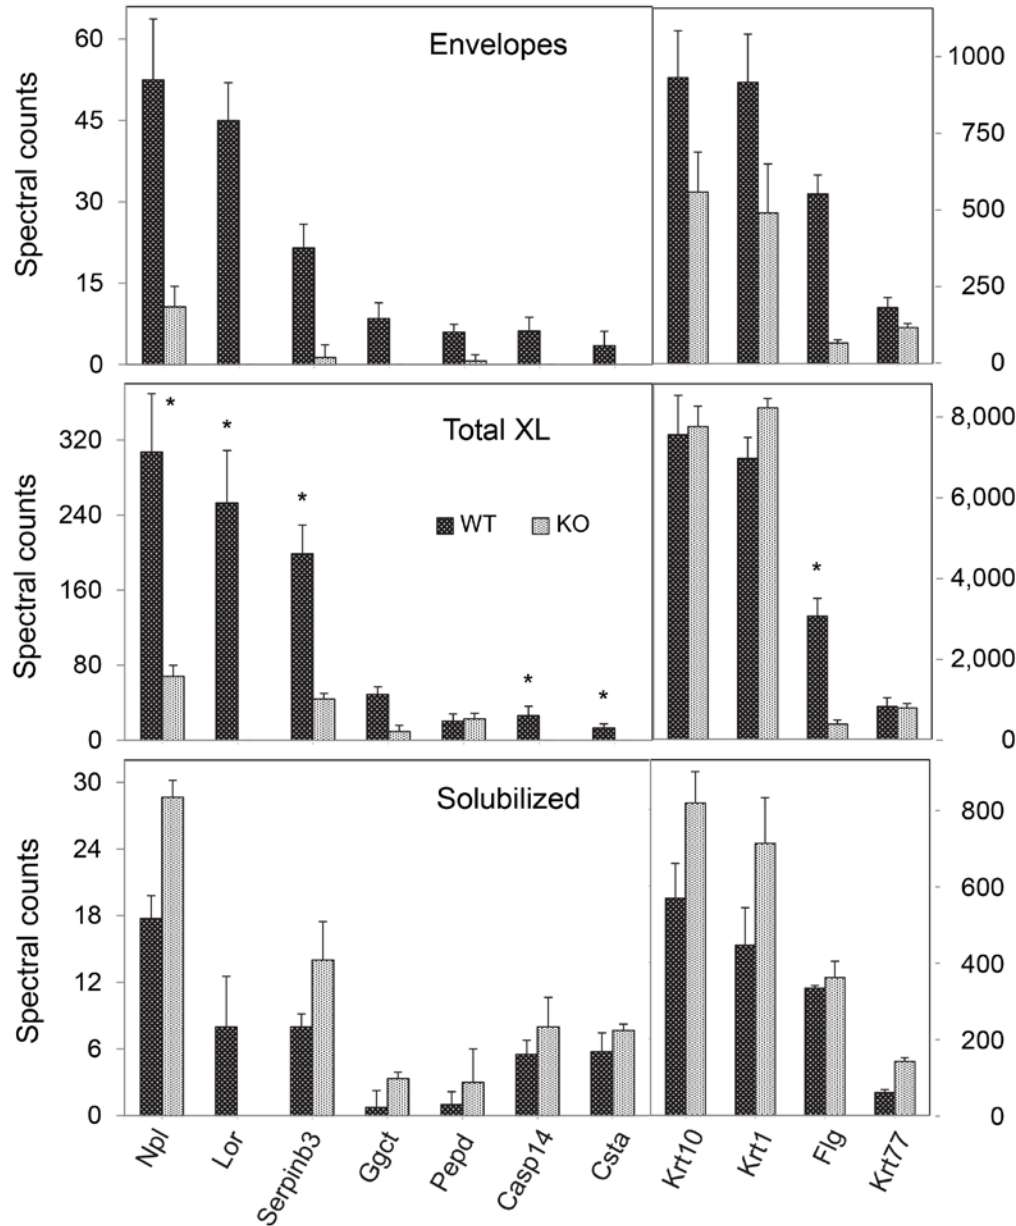 Envelopes
Spectral counts
60
45
30
15
0
1000
750
500
250
0
Total XL
Spectral counts
320
240
160
80
0
* * * * * *
WT KO
8,000
6,000
4,000
2,000
0
Solubilized
Spectral counts
30
24
18
12
6
0
800
600
400
200
0
Npl
Lor
Serpinb3
Ggct
Pepd
Casp14
Csta
Krt10
Krt1
Flg
Krt77